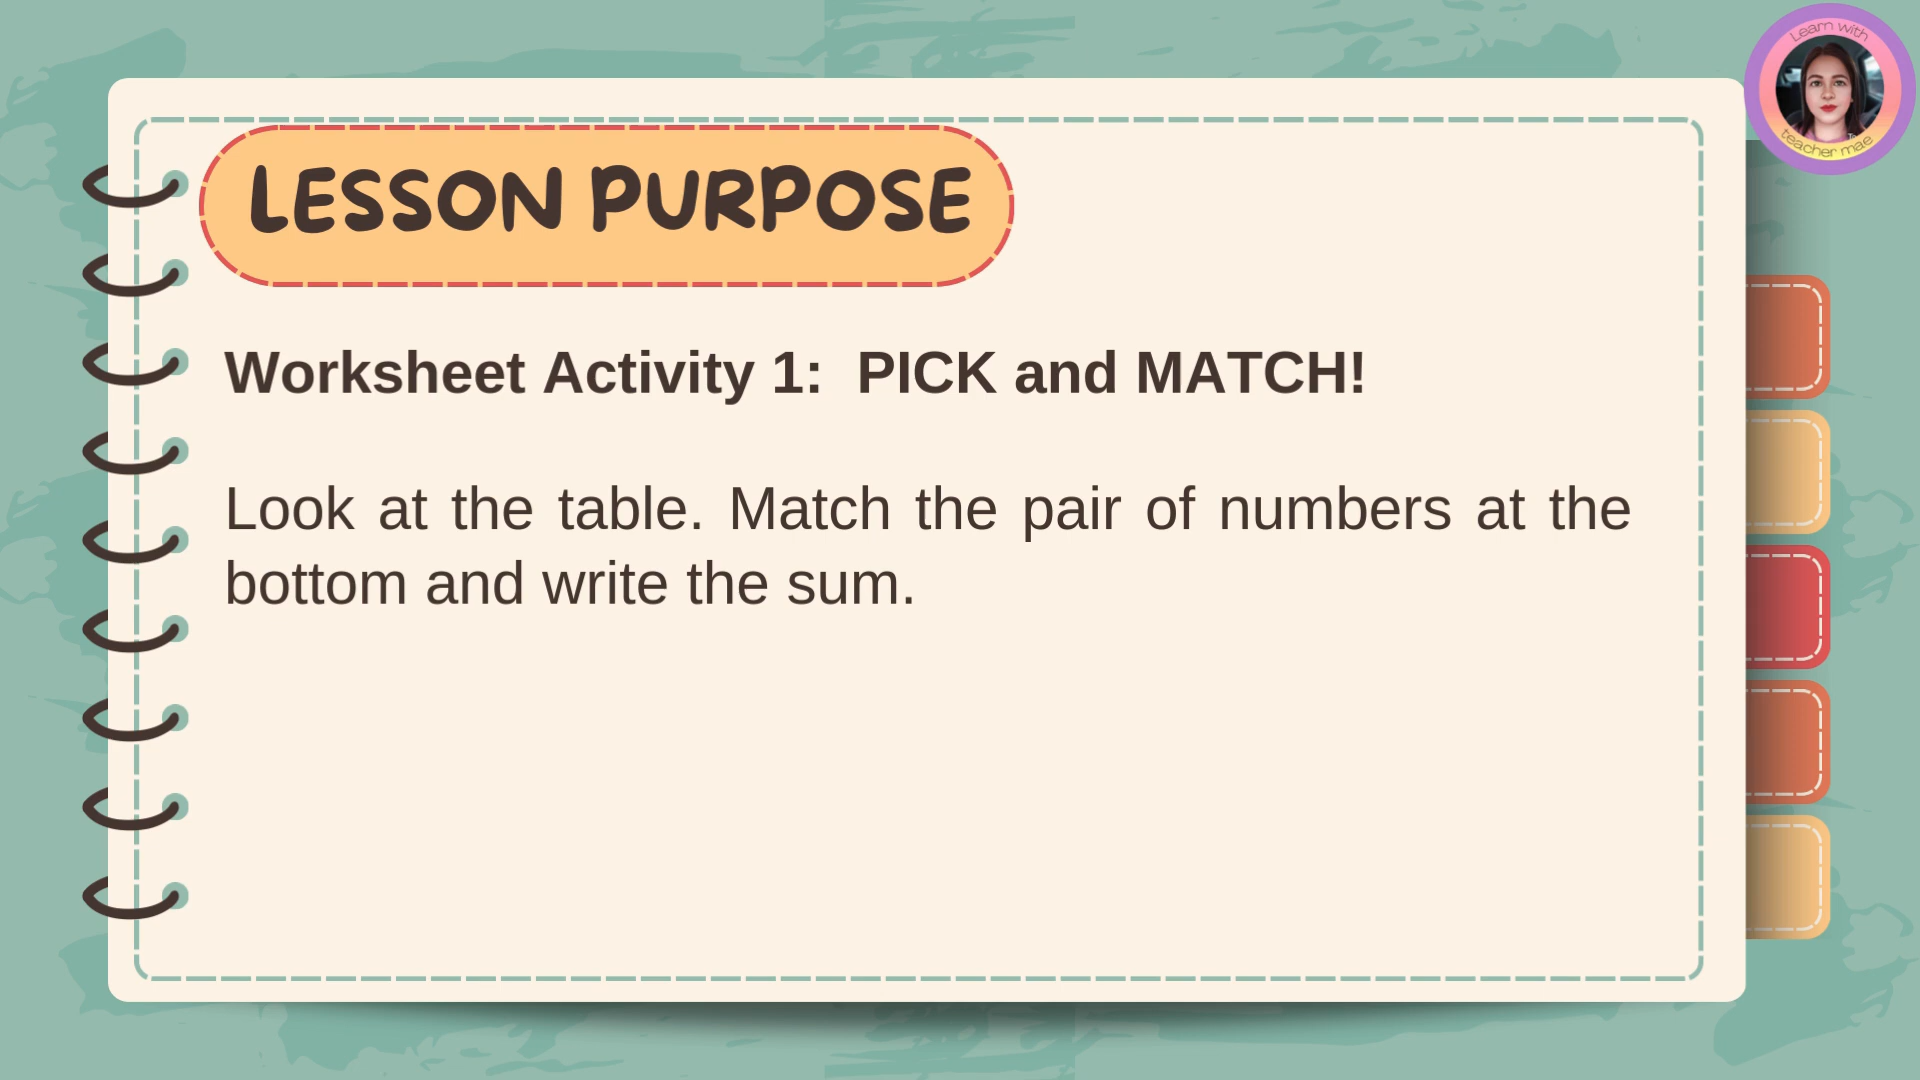 Learn with
teacher mae
LESSON PURPOSE
Worksheet Activity 1:  PICK and MATCH!
Look at the table. Match the pair of numbers at the
bottom and write the sum.